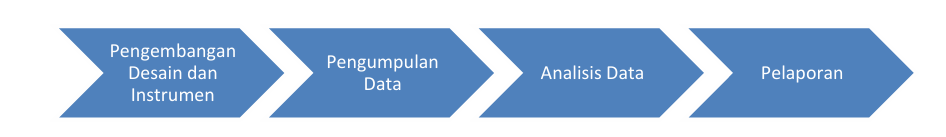 Pengembangan
Desain dan
Instrumen
Pengumpulan
Data
Analisis Data
Pelaporan